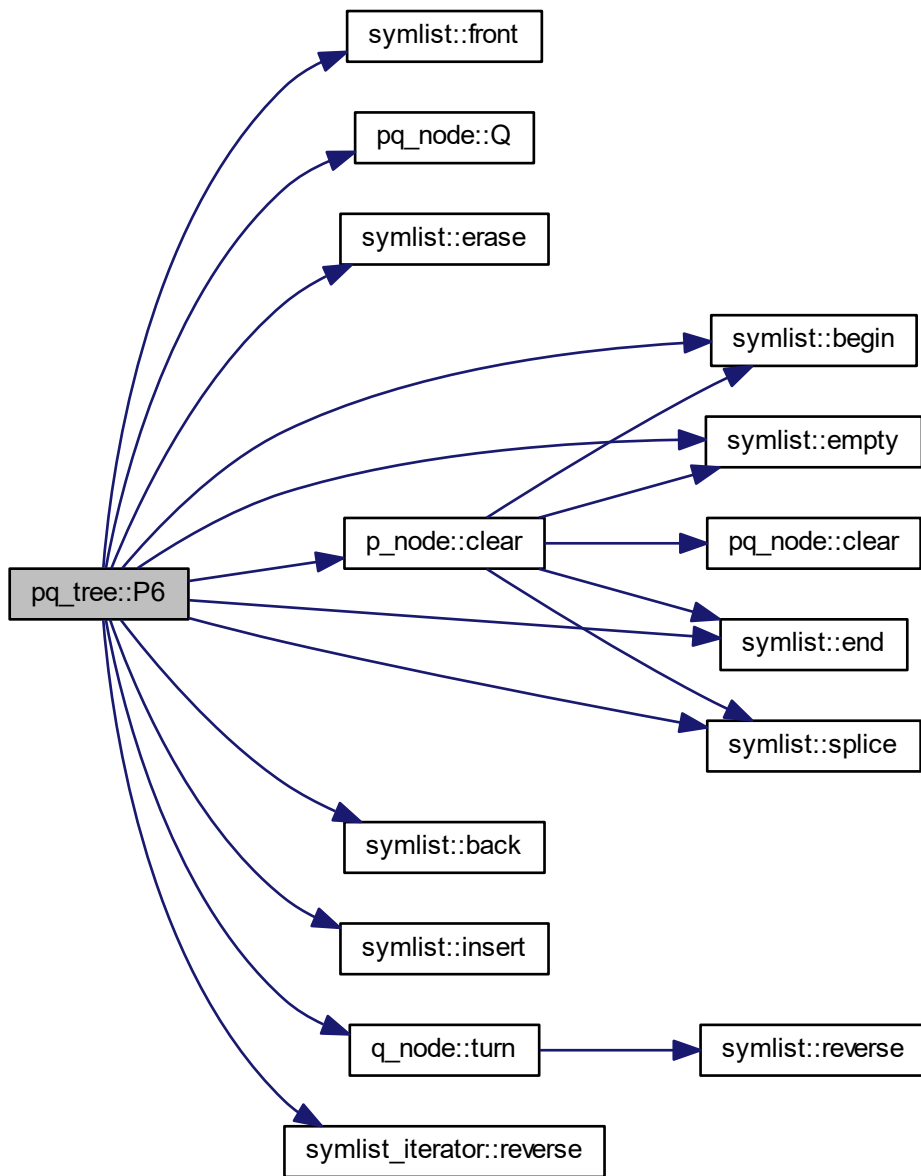 symlist::front
pq_node::Q
symlist::erase
symlist::begin
symlist::empty
p_node::clear
pq_node::clear
pq_tree::P6
symlist::end
symlist::splice
symlist::back
symlist::insert
q_node::turn
symlist::reverse
symlist_iterator::reverse